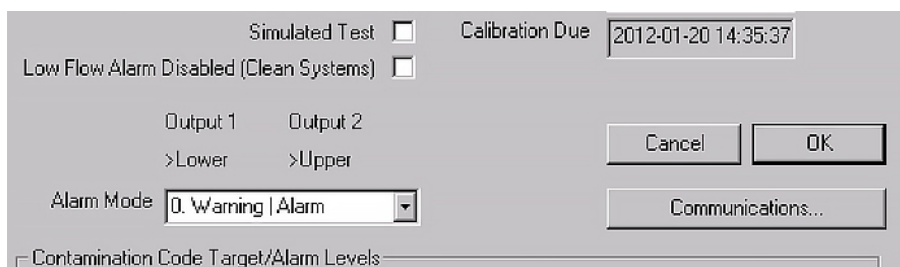 Simulated Test
Calibration Due
2012-01-20 14:35:37
Low Flow Alarm Disabled (Clean Systems)
Output 1 Output 2
>Lower >Upper
Cancel
OK
Alarm Mode
0. Warning | Alarm
Communications...
Contamination Code Target/Alarm Levels